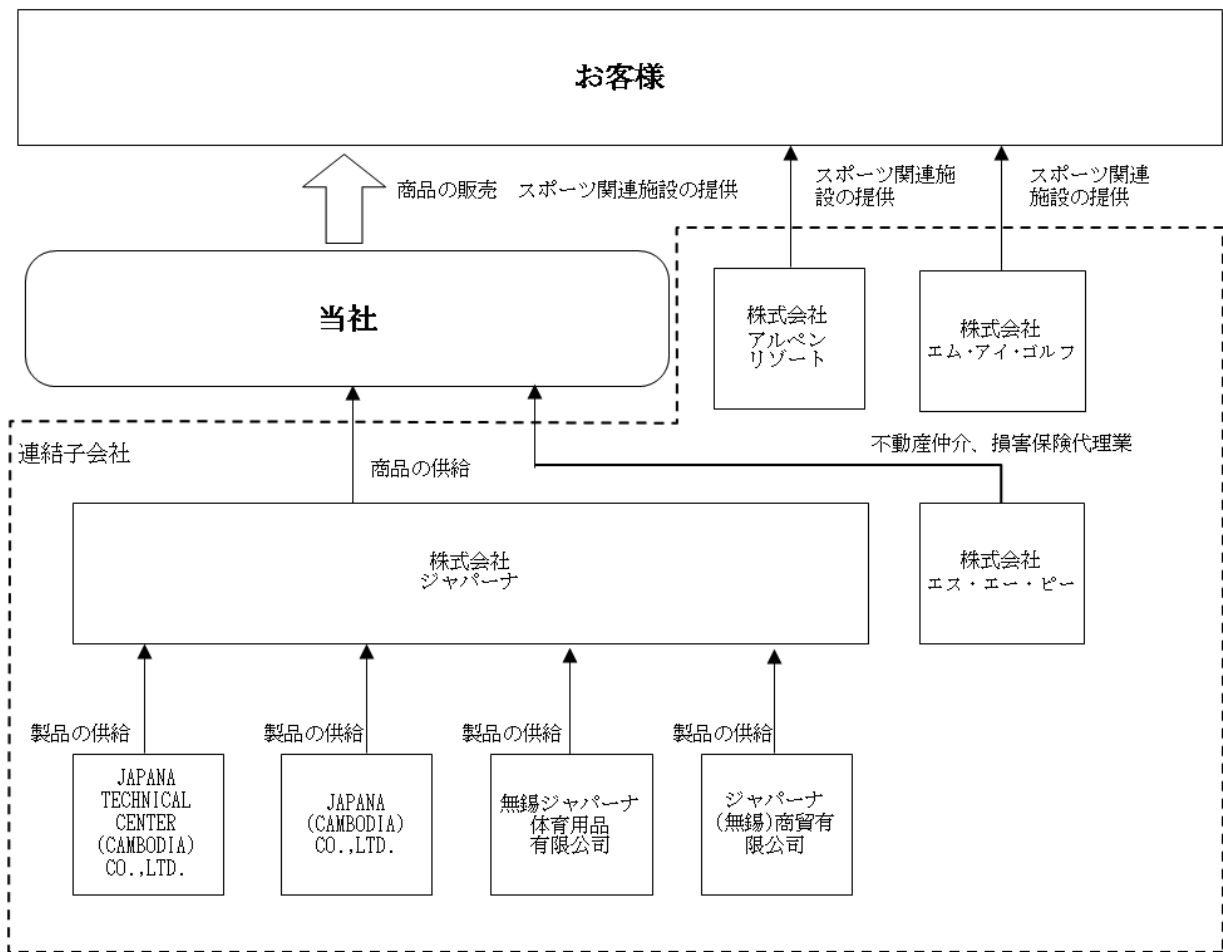 お客様
商品の販売　スポーツ関連施設の提供
スポーツ関連施
設の提供
スポーツ関連
施設の提供
当社
株式会社
アルペン
リゾート
株式会社
エム・アイ・ゴルフ
連結子会社
商品の供給
不動産仲介、損害保険代理業
株式会社
ジャパーナ
株式会社
エス・エー・ピー
製品の供給
製品の供給
製品の供給
製品の供給
JAPANA
TECHNICAL
CENTER
(CAMBODIA)
CO.,LTD.
JAPANA
(CAMBODIA)
CO.,LTD.
無錫ジャパーナ
体育用品
有限公司
ジャパーナ
(無錫)商貿有
限公司